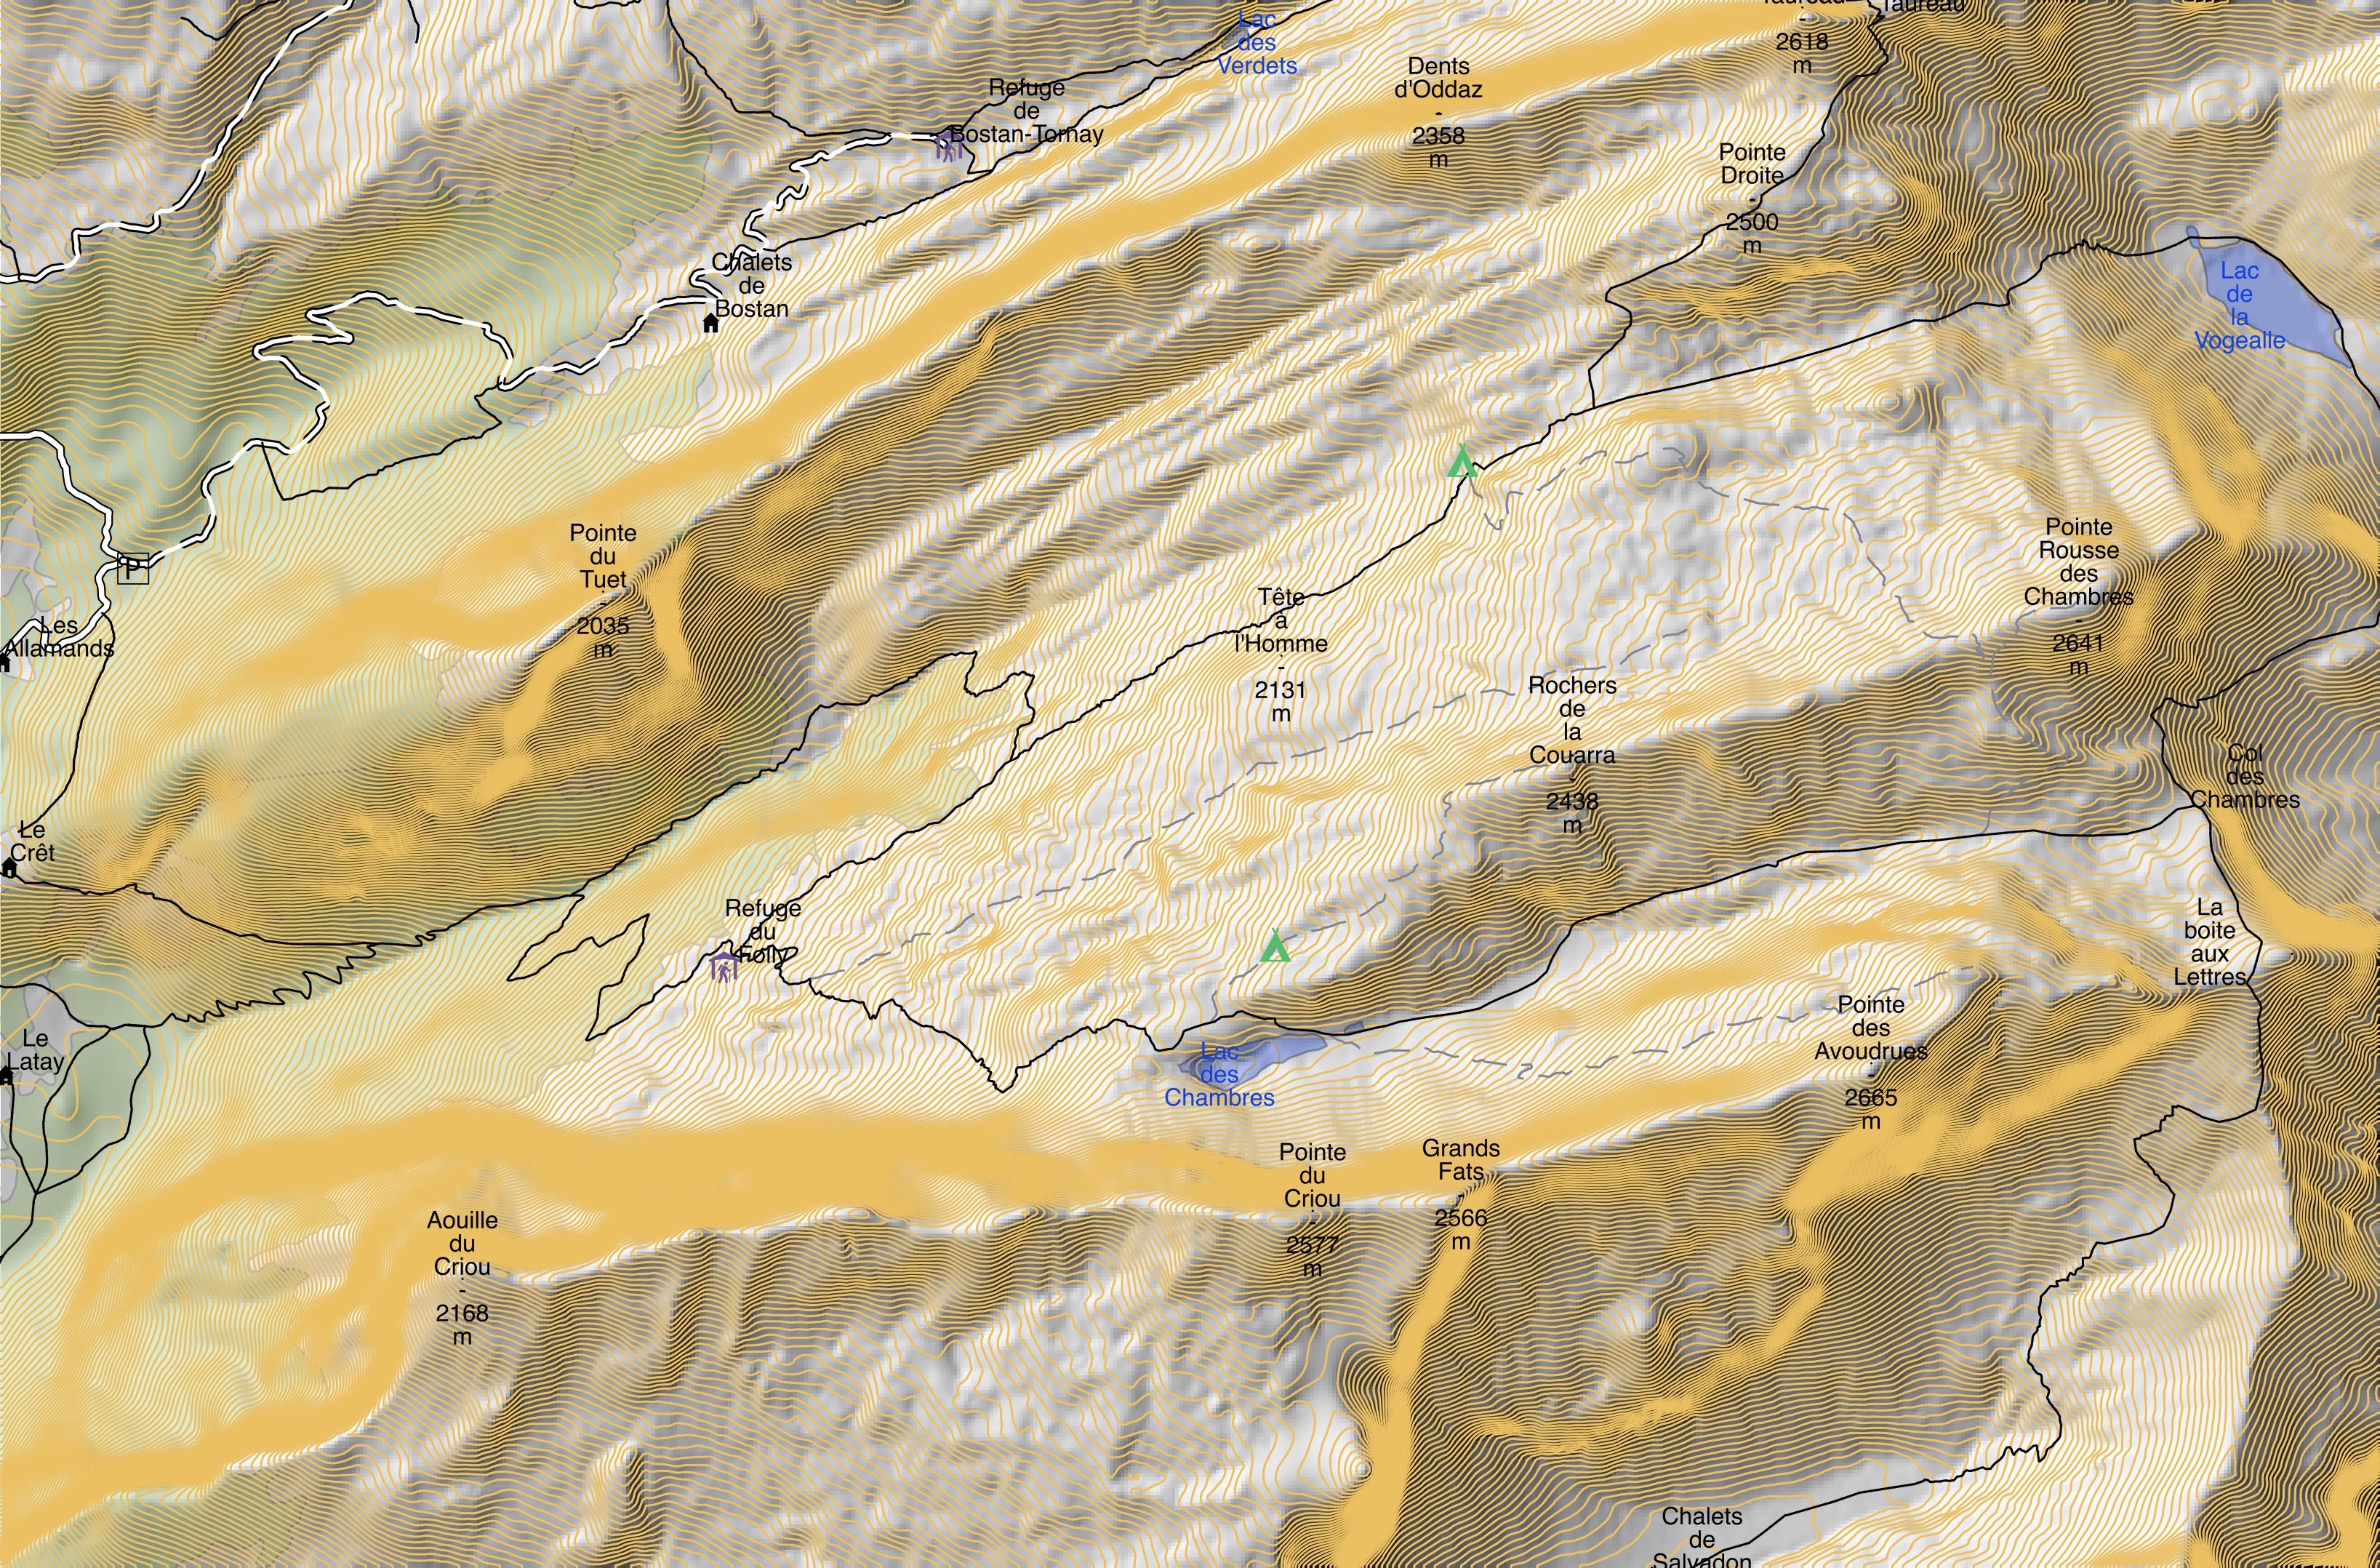 Taureau
-
2618
m
Taureau
Lac
des
Verdets
Dents
d'Oddaz
-
2358
m
Refuge
de
Bostan-Tornay
Pointe
Droite
-
2500
m
Chalets
de
Bostan
Lac
de
la
Vogealle
Pointe
du
Tuet
-
2035
m
P
Les
Allamands
Tête
à
l'Homme
-
2131
m
Pointe
Rousse
des
Chambres
-
2641
m
Rochers
de
la
Couarra
-
2438
m
Col
des
Chambres
Le
Crêt
Refuge
du
Folly
La
boite
aux
Lettres
Le
Latay
Lac
des
Chambres
Pointe
des
Avoudrues
-
2665
m
Pointe
du
Criou
-
2577
m
Grands
Fats
-
2566
m
Aouille
du
Criou
-
2168
m
Chalets
de
Salvadon